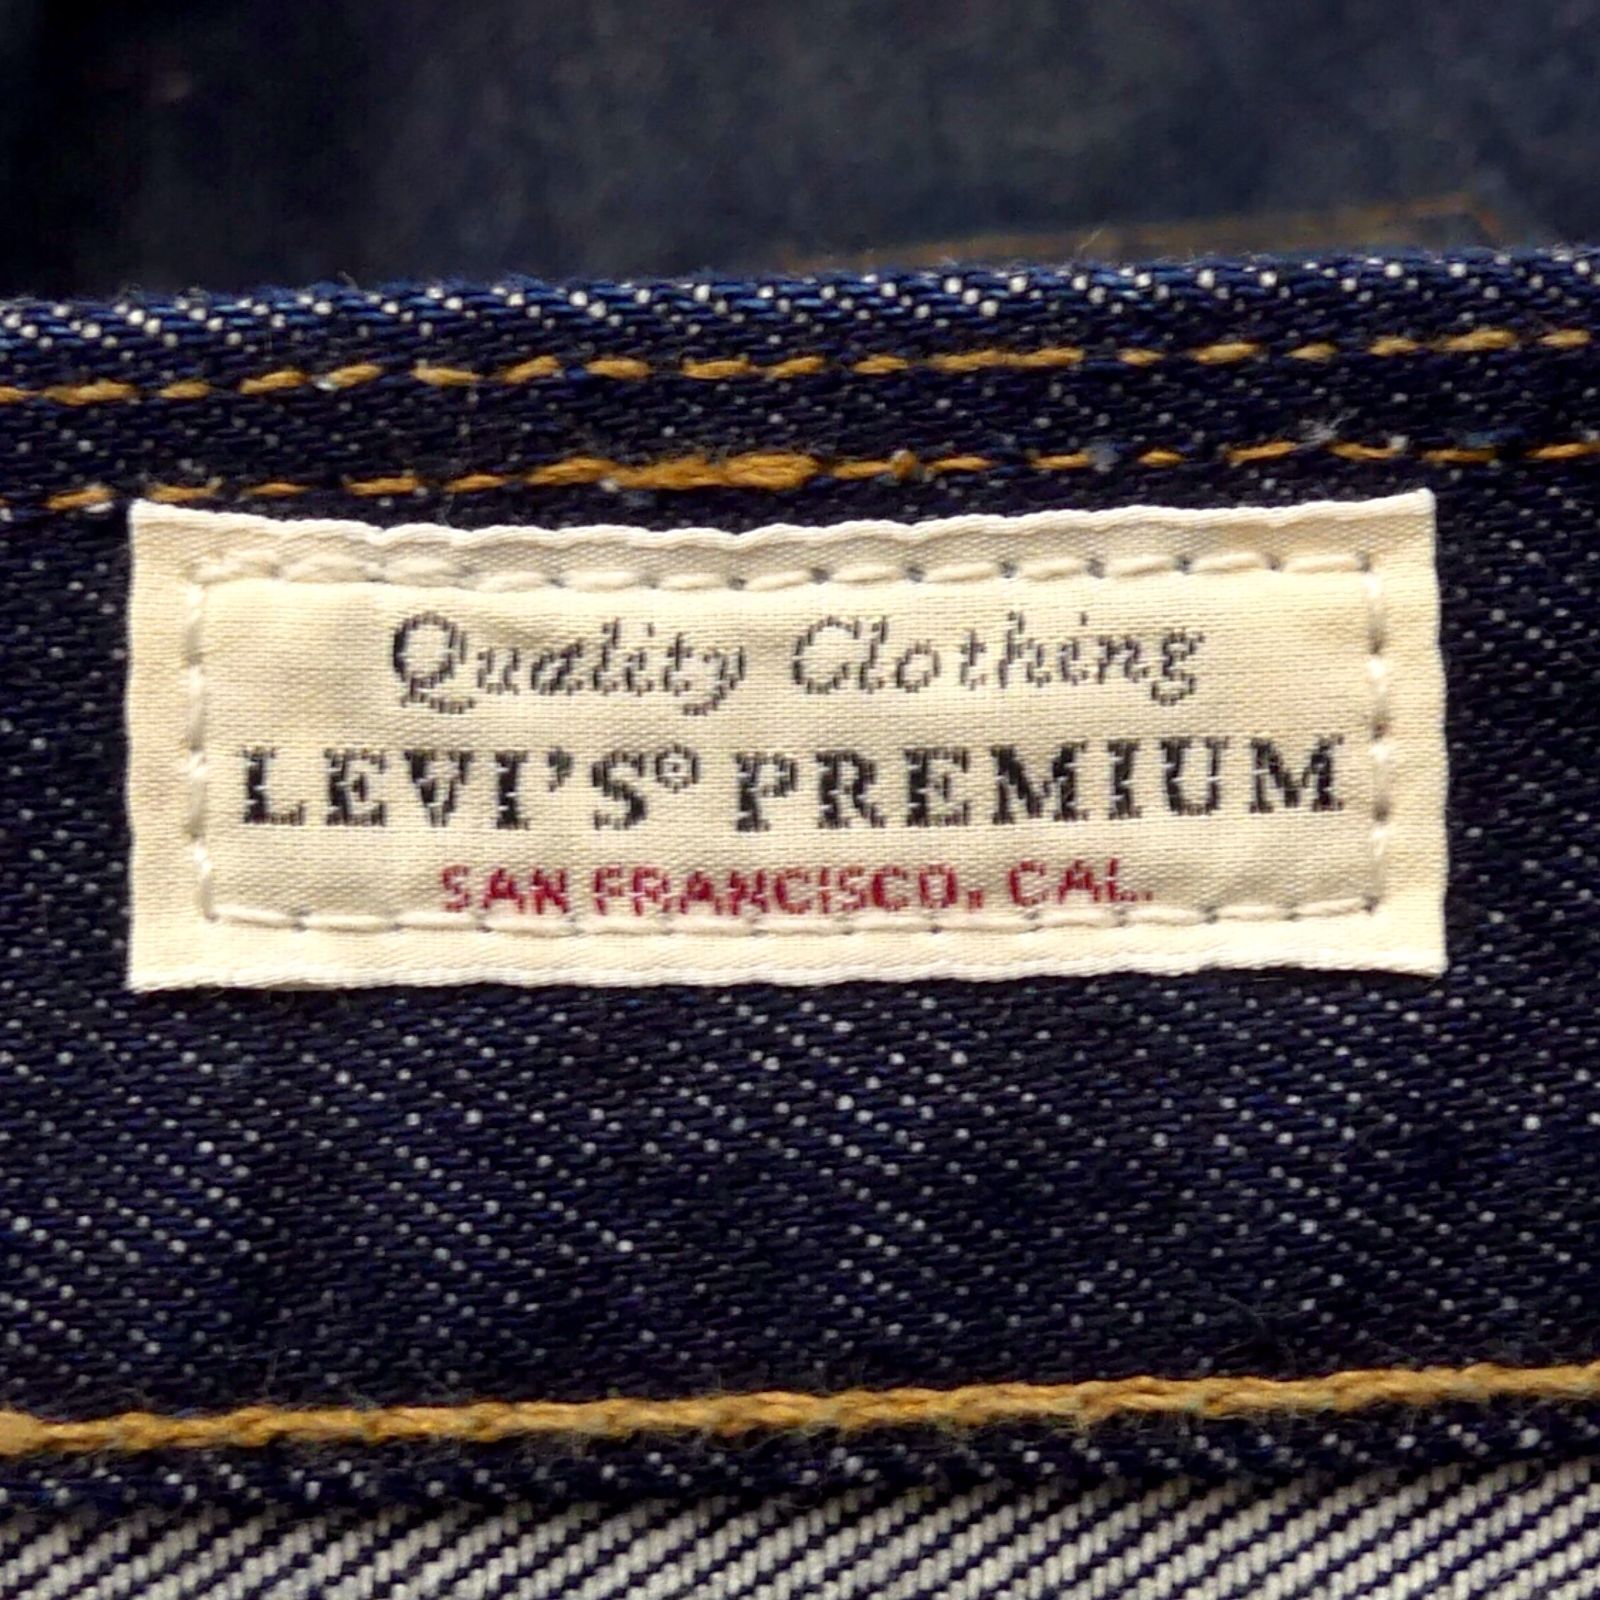 Quality Clothing
LEVI'S® PREMIUM
SAN FRANCISCO, CAL.